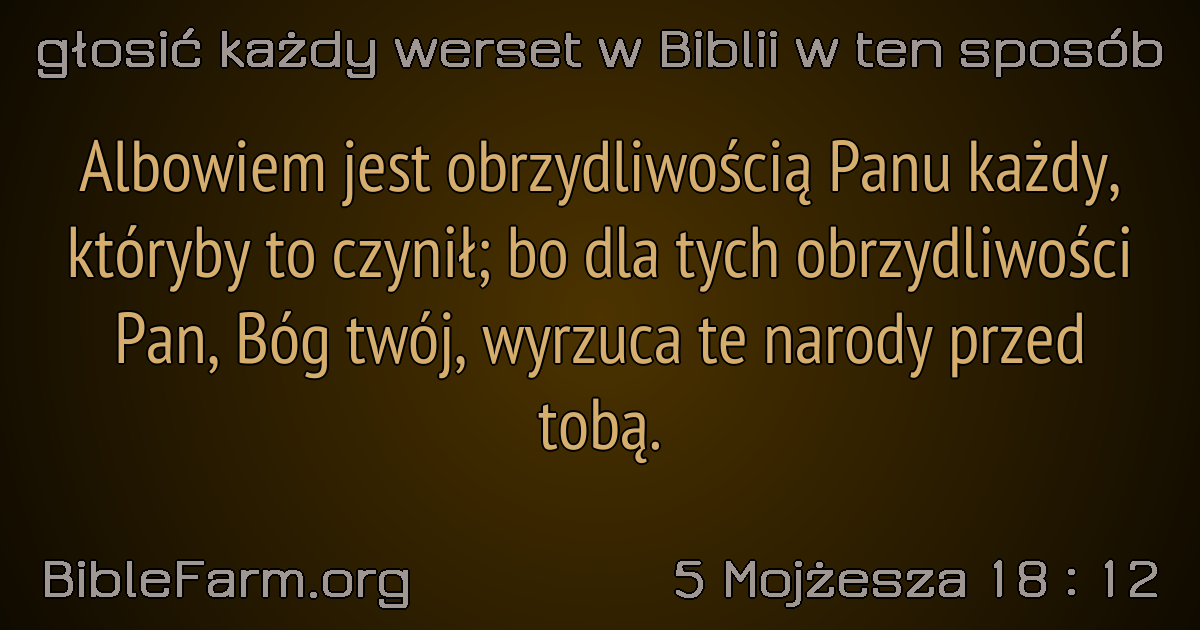 głosić każdy werset w Biblii w ten sposób
Albowiem jest obrzydliwością Panu każdy,
któryby to czynił; bo dla tych obrzydliwości
Pan, Bóg twój, wyrzuca te narody przed
tobą.
BibleFarm.org
5 Mojżesza 18 : 12